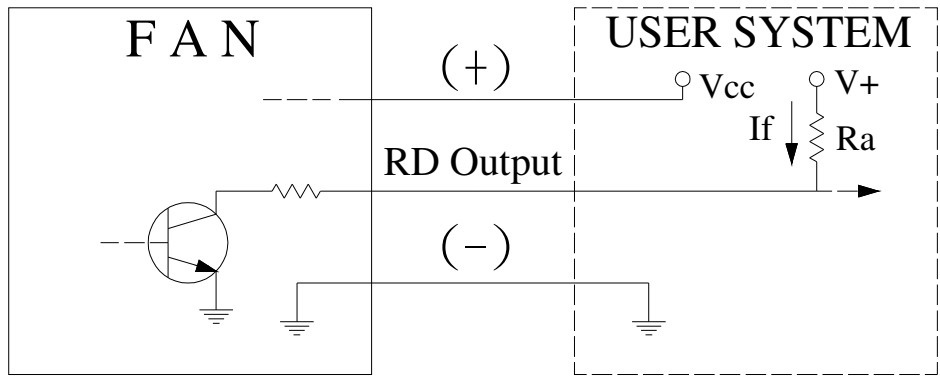 F A N
USER SYSTEM
(+)
Vcc
V+
If
Ra
RD Output
(−)